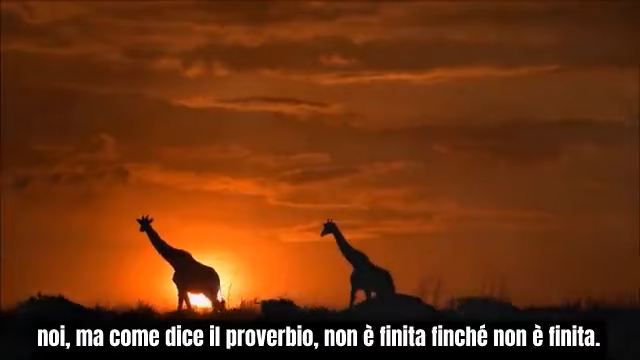 noi, ma come dice il proverbio, non è finita finché non è finita.